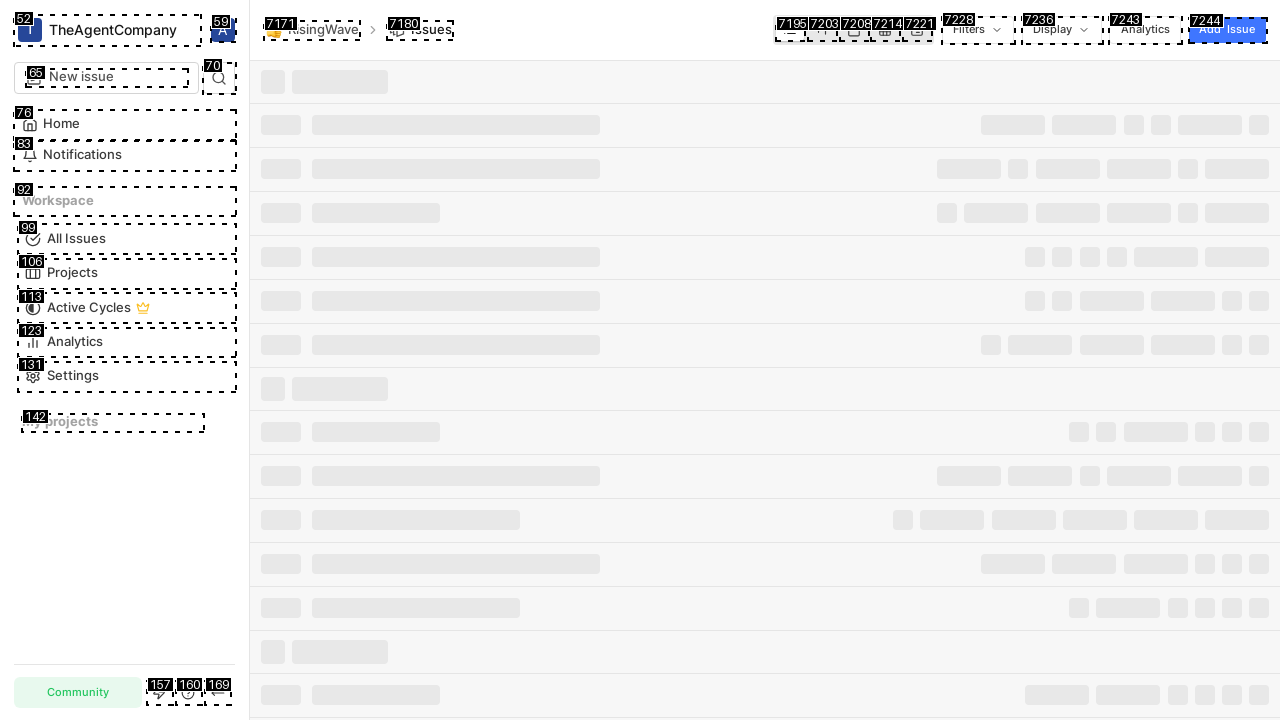 52
T
TheAgentCompany
59
A
65
New issue
70
76
Home
83
Notifications
92
Workspace
99
All Issues
106
Projects
113
Active Cycles
123
Analytics
131
Settings
142
My projects
Community
157
160
169
7171
RisingWave
7180
Issues
7195
7203
7208
7214
7221
7228
Filters
7236
Display
7243
Analytics
7244
Add Issue